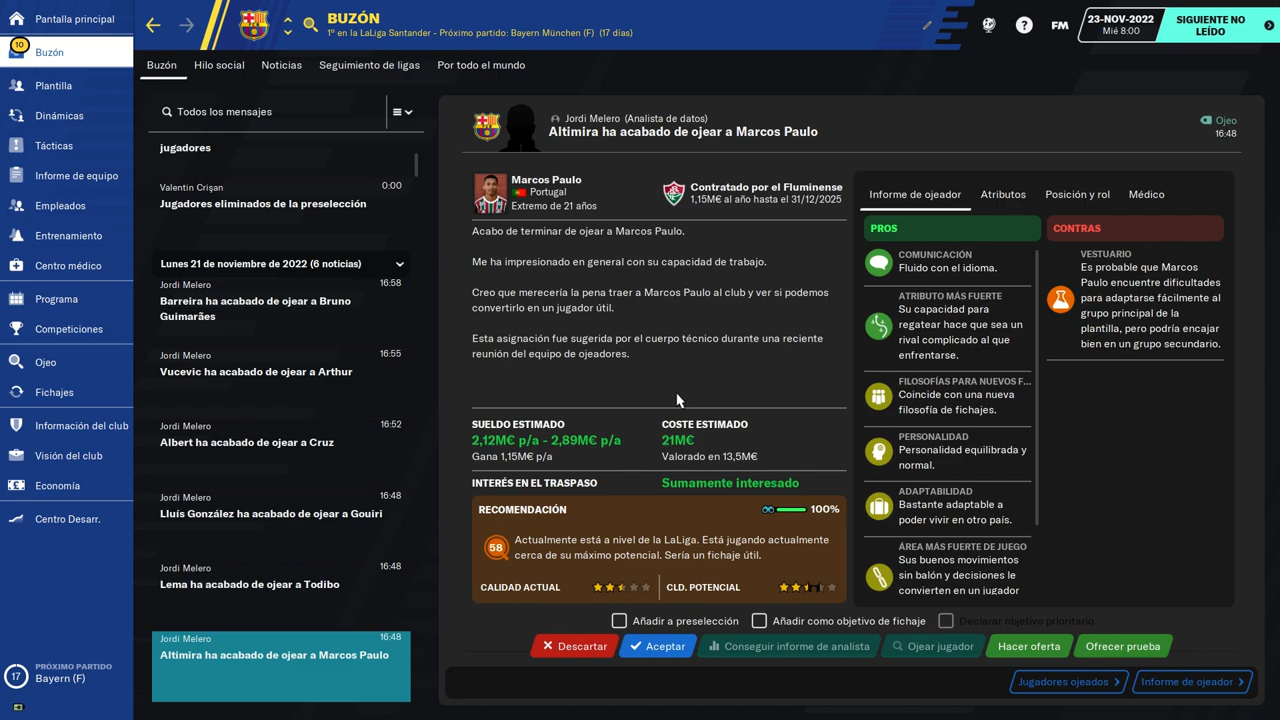 Pantalla principal
10
Buzón
Plantilla
Dinámicas
Tácticas
Informe de equipo
Empleados
Entrenamiento
Centro médico
Programa
Competiciones
Ojeo
Fichajes
Información del club
Visión del club
Economía
Centro Desarr.
17
PRÓXIMO PARTIDO
Bayern (F)
BUZÓN
1º en la LaLiga Santander - Próximo partido: Bayern München (F) (17 días)
FM
23-NOV-2022
Mié 8:00
SIGUIENTE NO
LEÍDO
Buzón
Hilo social
Noticias
Seguimiento de ligas
Por todo el mundo
Todos los mensajes
jugadores
Valentin Crișan
0:00
Jugadores eliminados de la preselección
Lunes 21 de noviembre de 2022 (6 noticias)
Jordi Melero
16:58
Barreira ha acabado de ojear a Bruno
Guimarães
Jordi Melero
16:55
Vucevic ha acabado de ojear a Arthur
Jordi Melero
16:52
Albert ha acabado de ojear a Cruz
Jordi Melero
16:48
Lluís González ha acabado de ojear a Gouiri
Jordi Melero
16:48
Lema ha acabado de ojear a Todibo
Jordi Melero
16:48
Altimira ha acabado de ojear a Marcos Paulo
Jordi Melero (Analista de datos)
Altimira ha acabado de ojear a Marcos Paulo
Ojeo
16:48
Marcos Paulo
Portugal
Extremo de 21 años
Contratado por el Fluminense
1,15M€ al año hasta el 31/12/2025
Acabo de terminar de ojear a Marcos Paulo.
Me ha impresionado en general con su capacidad de trabajo.
Creo que merecería la pena traer a Marcos Paulo al club y ver si podemos
convertirlo en un jugador útil.
Esta asignación fue sugerida por el cuerpo técnico durante una reciente
reunión del equipo de ojeadores.
SUELDO ESTIMADO
2,12M€ p/a - 2,89M€ p/a
Gana 1,15M€ p/a
COSTE ESTIMADO
21M€
Valorado en 13,5M€
INTERÉS EN EL TRASPASO
Sumamente interesado
RECOMENDACIÓN
100%
58
Actualmente está a nivel de la LaLiga. Está jugando actualmente
cerca de su máximo potencial. Sería un fichaje útil.
CALIDAD ACTUAL
CLD. POTENCIAL
Informe de ojeador
Atributos
Posición y rol
Médico
PROS
COMUNICACIÓN
Fluido con el idioma.
ATRIBUTO MÁS FUERTE
Su capacidad para
regatear hace que sea un
rival complicado al que
enfrentarse.
FILOSOFÍAS PARA NUEVOS F...
Coincide con una nueva
filosofía de fichajes.
PERSONALIDAD
Personalidad equilibrada y
normal.
ADAPTABILIDAD
Bastante adaptable a
poder vivir en otro país.
ÁREA MÁS FUERTE DE JUEGO
Sus buenos movimientos
sin balón y decisiones le
convierten en un jugador
CONTRAS
VESTUARIO
Es probable que Marcos
Paulo encuentre dificultades
para adaptarse fácilmente al
grupo principal de la
plantilla, pero podría encajar
bien en un grupo secundario.
Añadir a preselección
Añadir como objetivo de fichaje
Declarar objetivo prioritario
Descartar
Aceptar
Conseguir informe de analista
Ojear jugador
Hacer oferta
Ofrecer prueba
Jugadores ojeados
Informe de ojeador